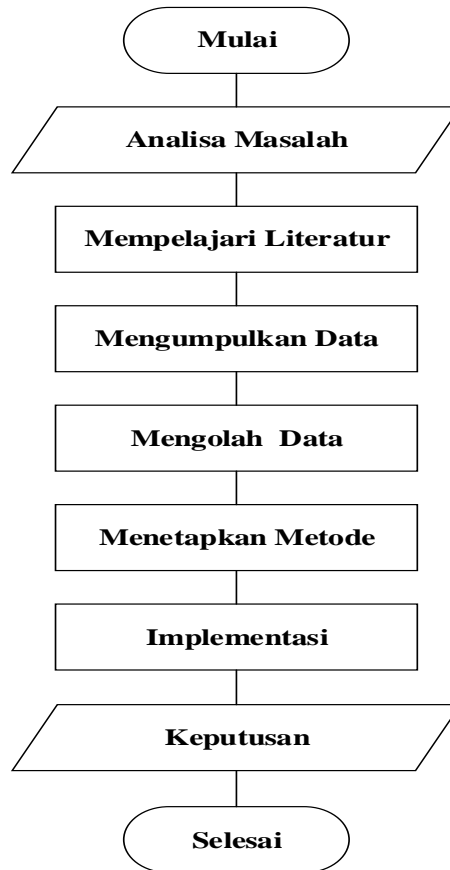 Mulai
Analisa Masalah
Mempelajari Literatur
Mengumpulkan Data
Mengolah  Data
Menetapkan Metode
Implementasi
Keputusan
Selesai